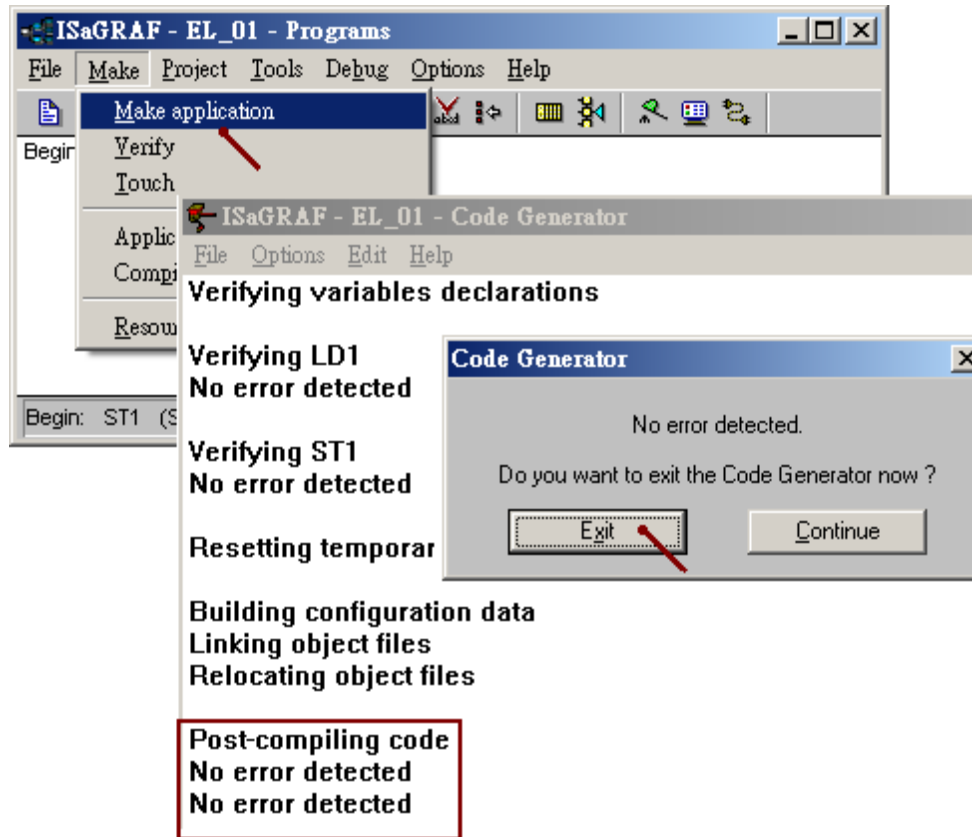 ISaGRAF - EL_01 - Programs
File Make Project Tools Debug Options Help
Make application
Begin
Verify
Touch
ISaGRAF - EL_01 - Code Generator
File Options Edit Help
Verifying variables declarations
Verifying LD1
No error detected
Code Generator
No error detected.
Begin: ST1 (S
Verifying ST1
No error detected
Do you want to exit the Code Generator now ?
Exit Continue
Resetting temporar
Building configuration data
Linking object files
Relocating object files
Post-compiling code
No error detected
No error detected